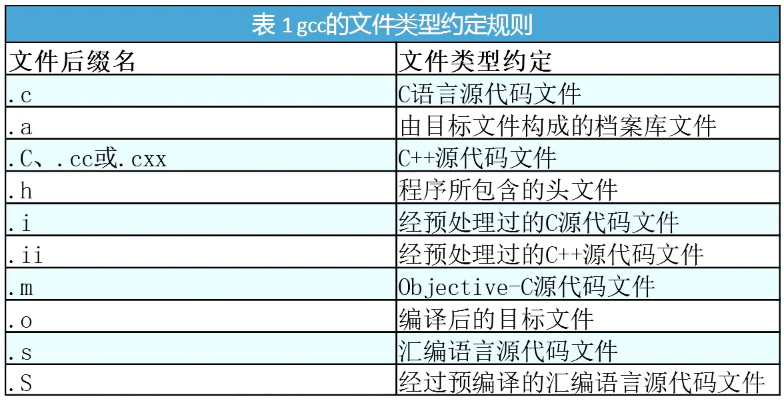 表 1 gcc的文件类型约定规则
文件后缀名 文件类型约定
.c C语言源代码文件
.a 由目标文件构成的档案库文件
.C、.cc或.cxx C++源代码文件
.h 程序所包含的头文件
.i 经预处理过的C源代码文件
.ii 经预处理过的C++源代码文件
.m Objective-C源代码文件
.o 编译后的目标文件
.s 汇编语言源代码文件
.S 经过预编译的汇编语言源代码文件